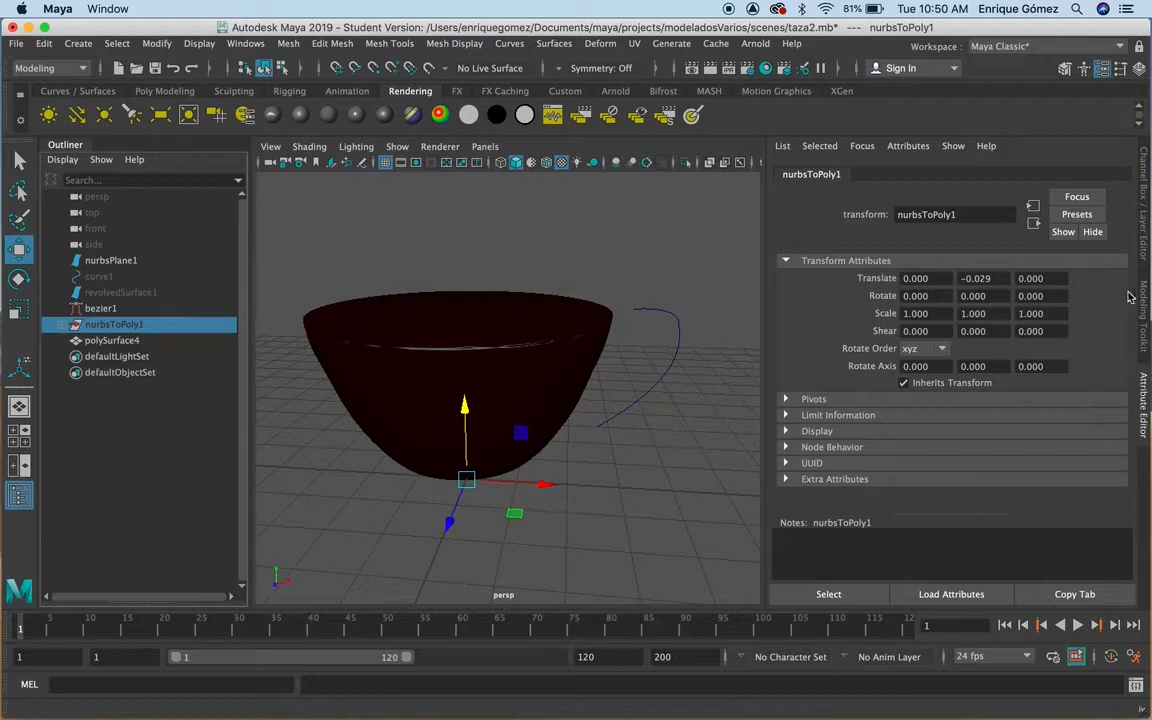 Maya Window 81% Tue 10:50 AM Enrique Gómez
Autodesk Maya 2019 - Student Version: /Users/enriquegomez/Documents/maya/projects/modeladosVarios/scenes/taza2.mb* --- nurbsToPoly1
File Edit Create Select Modify Display Windows Mesh Edit Mesh Mesh Tools Mesh Display Curves Surfaces Deform UV Generate Cache Arnold Help Workspace : Maya Classic*
Modeling No Live Surface Symmetry: Off Sign In
Curves / Surfaces Poly Modeling Sculpting Rigging Animation Rendering FX FX Caching Custom Arnold Bifrost MASH Motion Graphics XGen
Outliner
Display Show Help
Search...
persp
top
front
side
nurbsPlane1
curve1
revolvedSurface1
bezier1
nurbsToPoly1
polySurface4
defaultLightSet
defaultObjectSet
View Shading Lighting Show Renderer Panels
persp
List Selected Focus Attributes Show Help
nurbsToPoly1
Focus
transform: nurbsToPoly1
Presets
Show Hide
Transform Attributes
Translate 0.000 -0.029 0.000
Rotate 0.000 0.000 0.000
Scale 1.000 1.000 1.000
Shear 0.000 0.000 0.000
Rotate Order xyz
Rotate Axis 0.000 0.000 0.000
Inherits Transform
Pivots
Limit Information
Display
Node Behavior
UUID
Extra Attributes
Notes: nurbsToPoly1
Select Load Attributes Copy Tab
Channel Box / Layer Editor
Modeling Toolkit
Attribute Editor
5 10 15 20 25 30 35 40 45 50 55 60 65 70 75 80 85 90 95 100 105 110 115 12
1
1
1 1 1 120 120 200 No Character Set No Anim Layer 24 fps
MEL